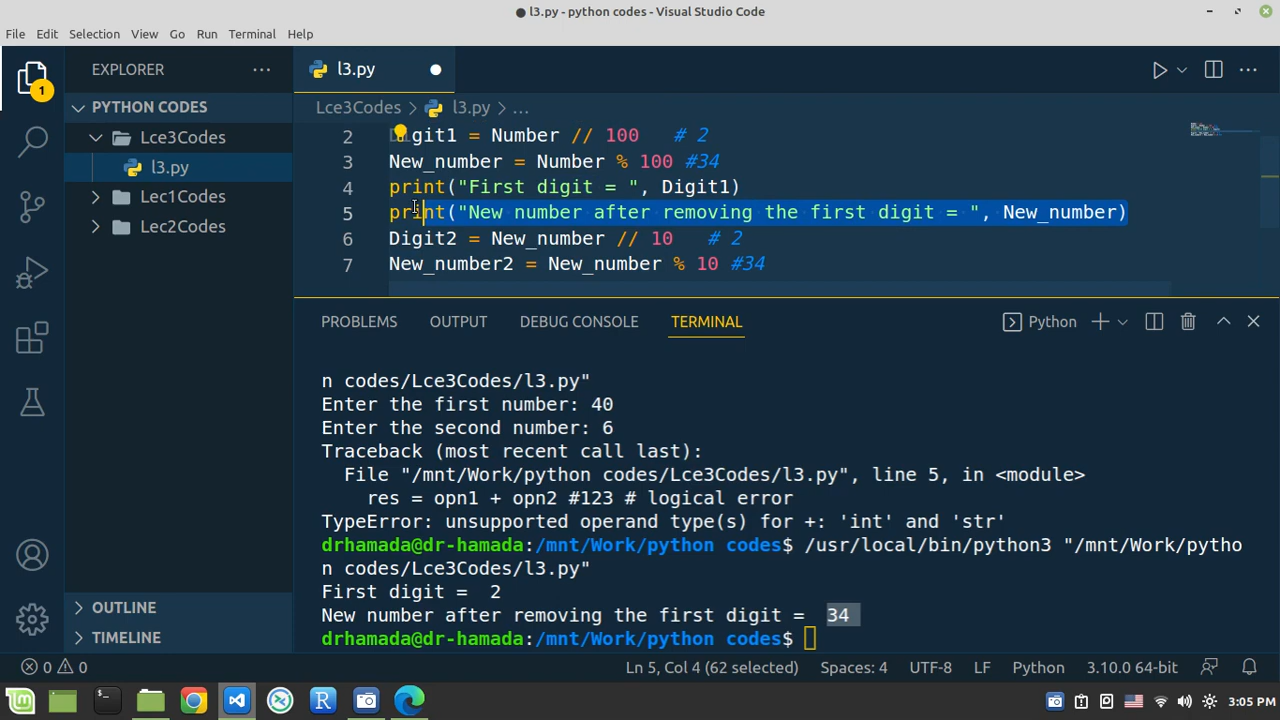 l3.py - python codes - Visual Studio Code
File Edit Selection View Go Run Terminal Help
1
EXPLORER
PYTHON CODES
Lce3Codes
l3.py
Lec1Codes
Lec2Codes
OUTLINE
TIMELINE
l3.py
Lce3Codes > l3.py > ...
2 Digit1 = Number // 100 # 2
3 New_number = Number % 100 #34
4 print("First digit = ", Digit1)
5 print("New number after removing the first digit = ", New_number)
6 Digit2 = New_number // 10 # 2
7 New_number2 = New_number % 10 #34
PROBLEMS OUTPUT DEBUG CONSOLE TERMINAL Python
n codes/Lce3Codes/l3.py"
Enter the first number: 40
Enter the second number: 6
Traceback (most recent call last):
File "/mnt/Work/python codes/Lce3Codes/l3.py", line 5, in <module>
res = opn1 + opn2 #123 # logical error
TypeError: unsupported operand type(s) for +: 'int' and 'str'
drhamada@dr-hamada:/mnt/Work/python codes$ /usr/local/bin/python3 "/mnt/Work/pytho
n codes/Lce3Codes/l3.py"
First digit =  2
New number after removing the first digit =  34
drhamada@dr-hamada:/mnt/Work/python codes$
0 0 Ln 5, Col 4 (62 selected) Spaces: 4 UTF-8 LF Python 3.10.0 64-bit
3:05 PM